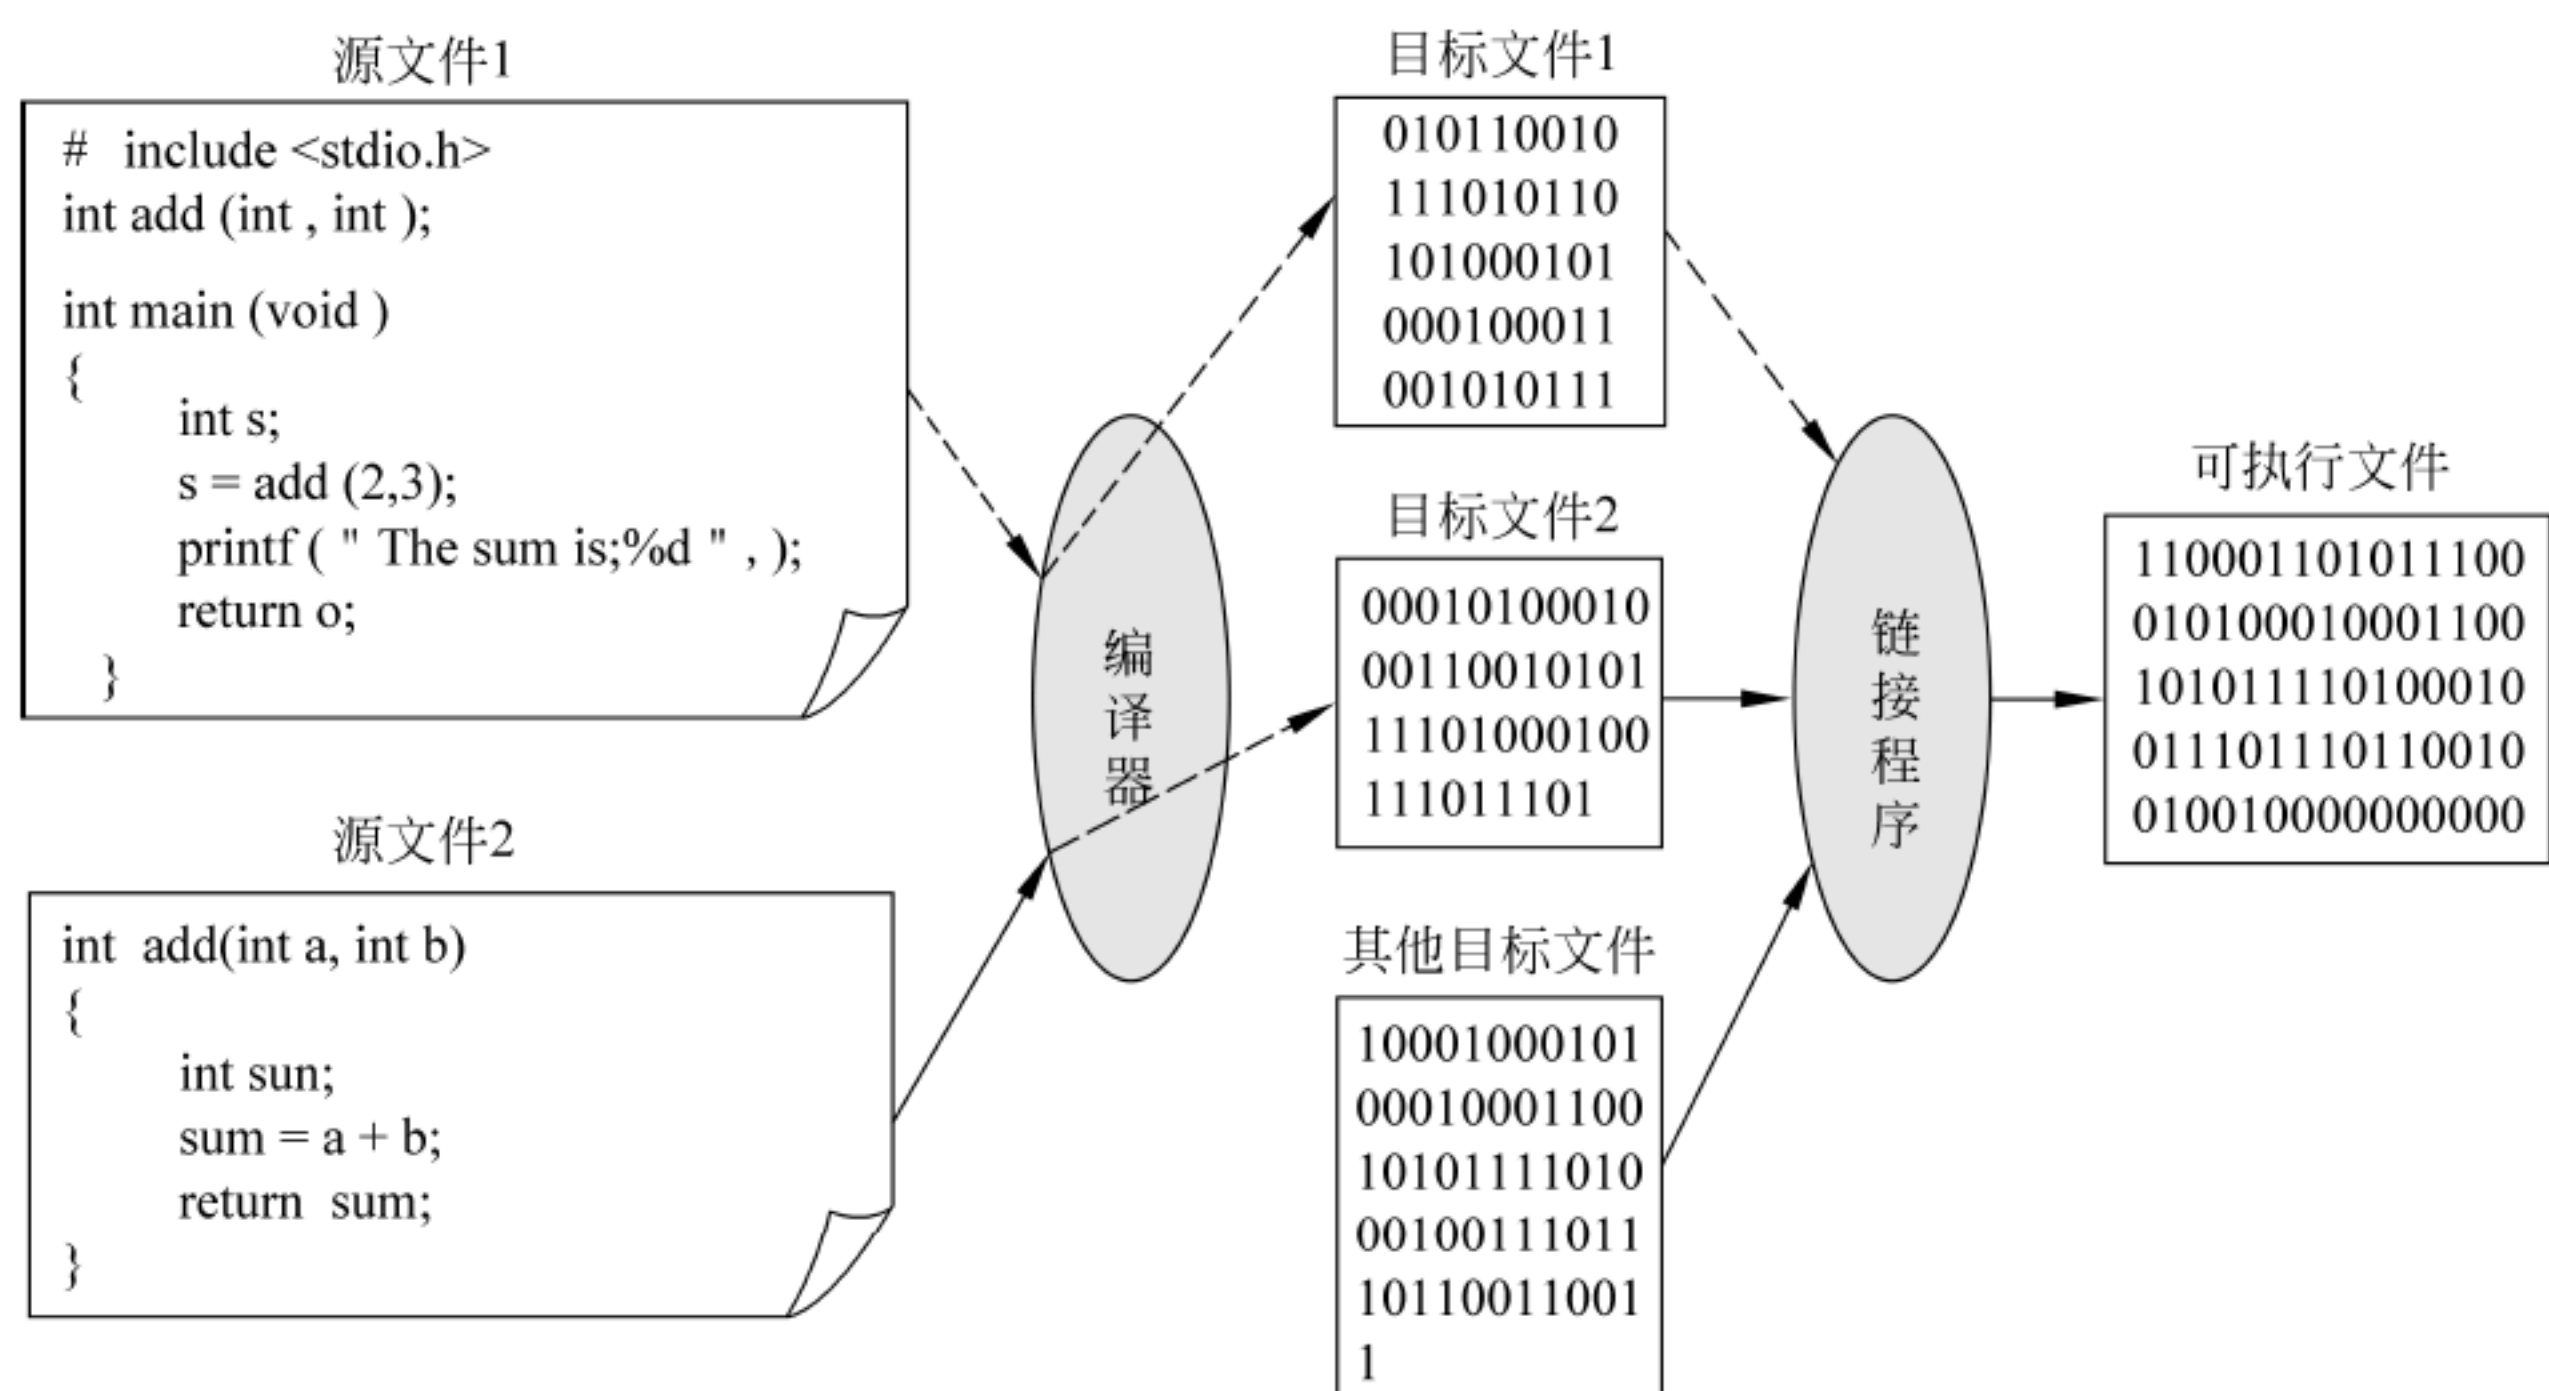 源文件1
# include <stdio.h>
int add (int , int );
int main (void )
{
int s;
s = add (2,3);
printf ( " The sum is;%d " , );
return o;
}
源文件2
int add(int a, int b)
{
int sun;
sum = a + b;
return sum;
}
编译器
目标文件1
010110010
111010110
101000101
000100011
001010111
目标文件2
00010100010
00110010101
11101000100
111011101
其他目标文件
10001000101
00010001100
10101111010
00100111011
10110011001
1
链接程序
可执行文件
110001101011100
010100010001100
101011110100010
011101110110010
010010000000000